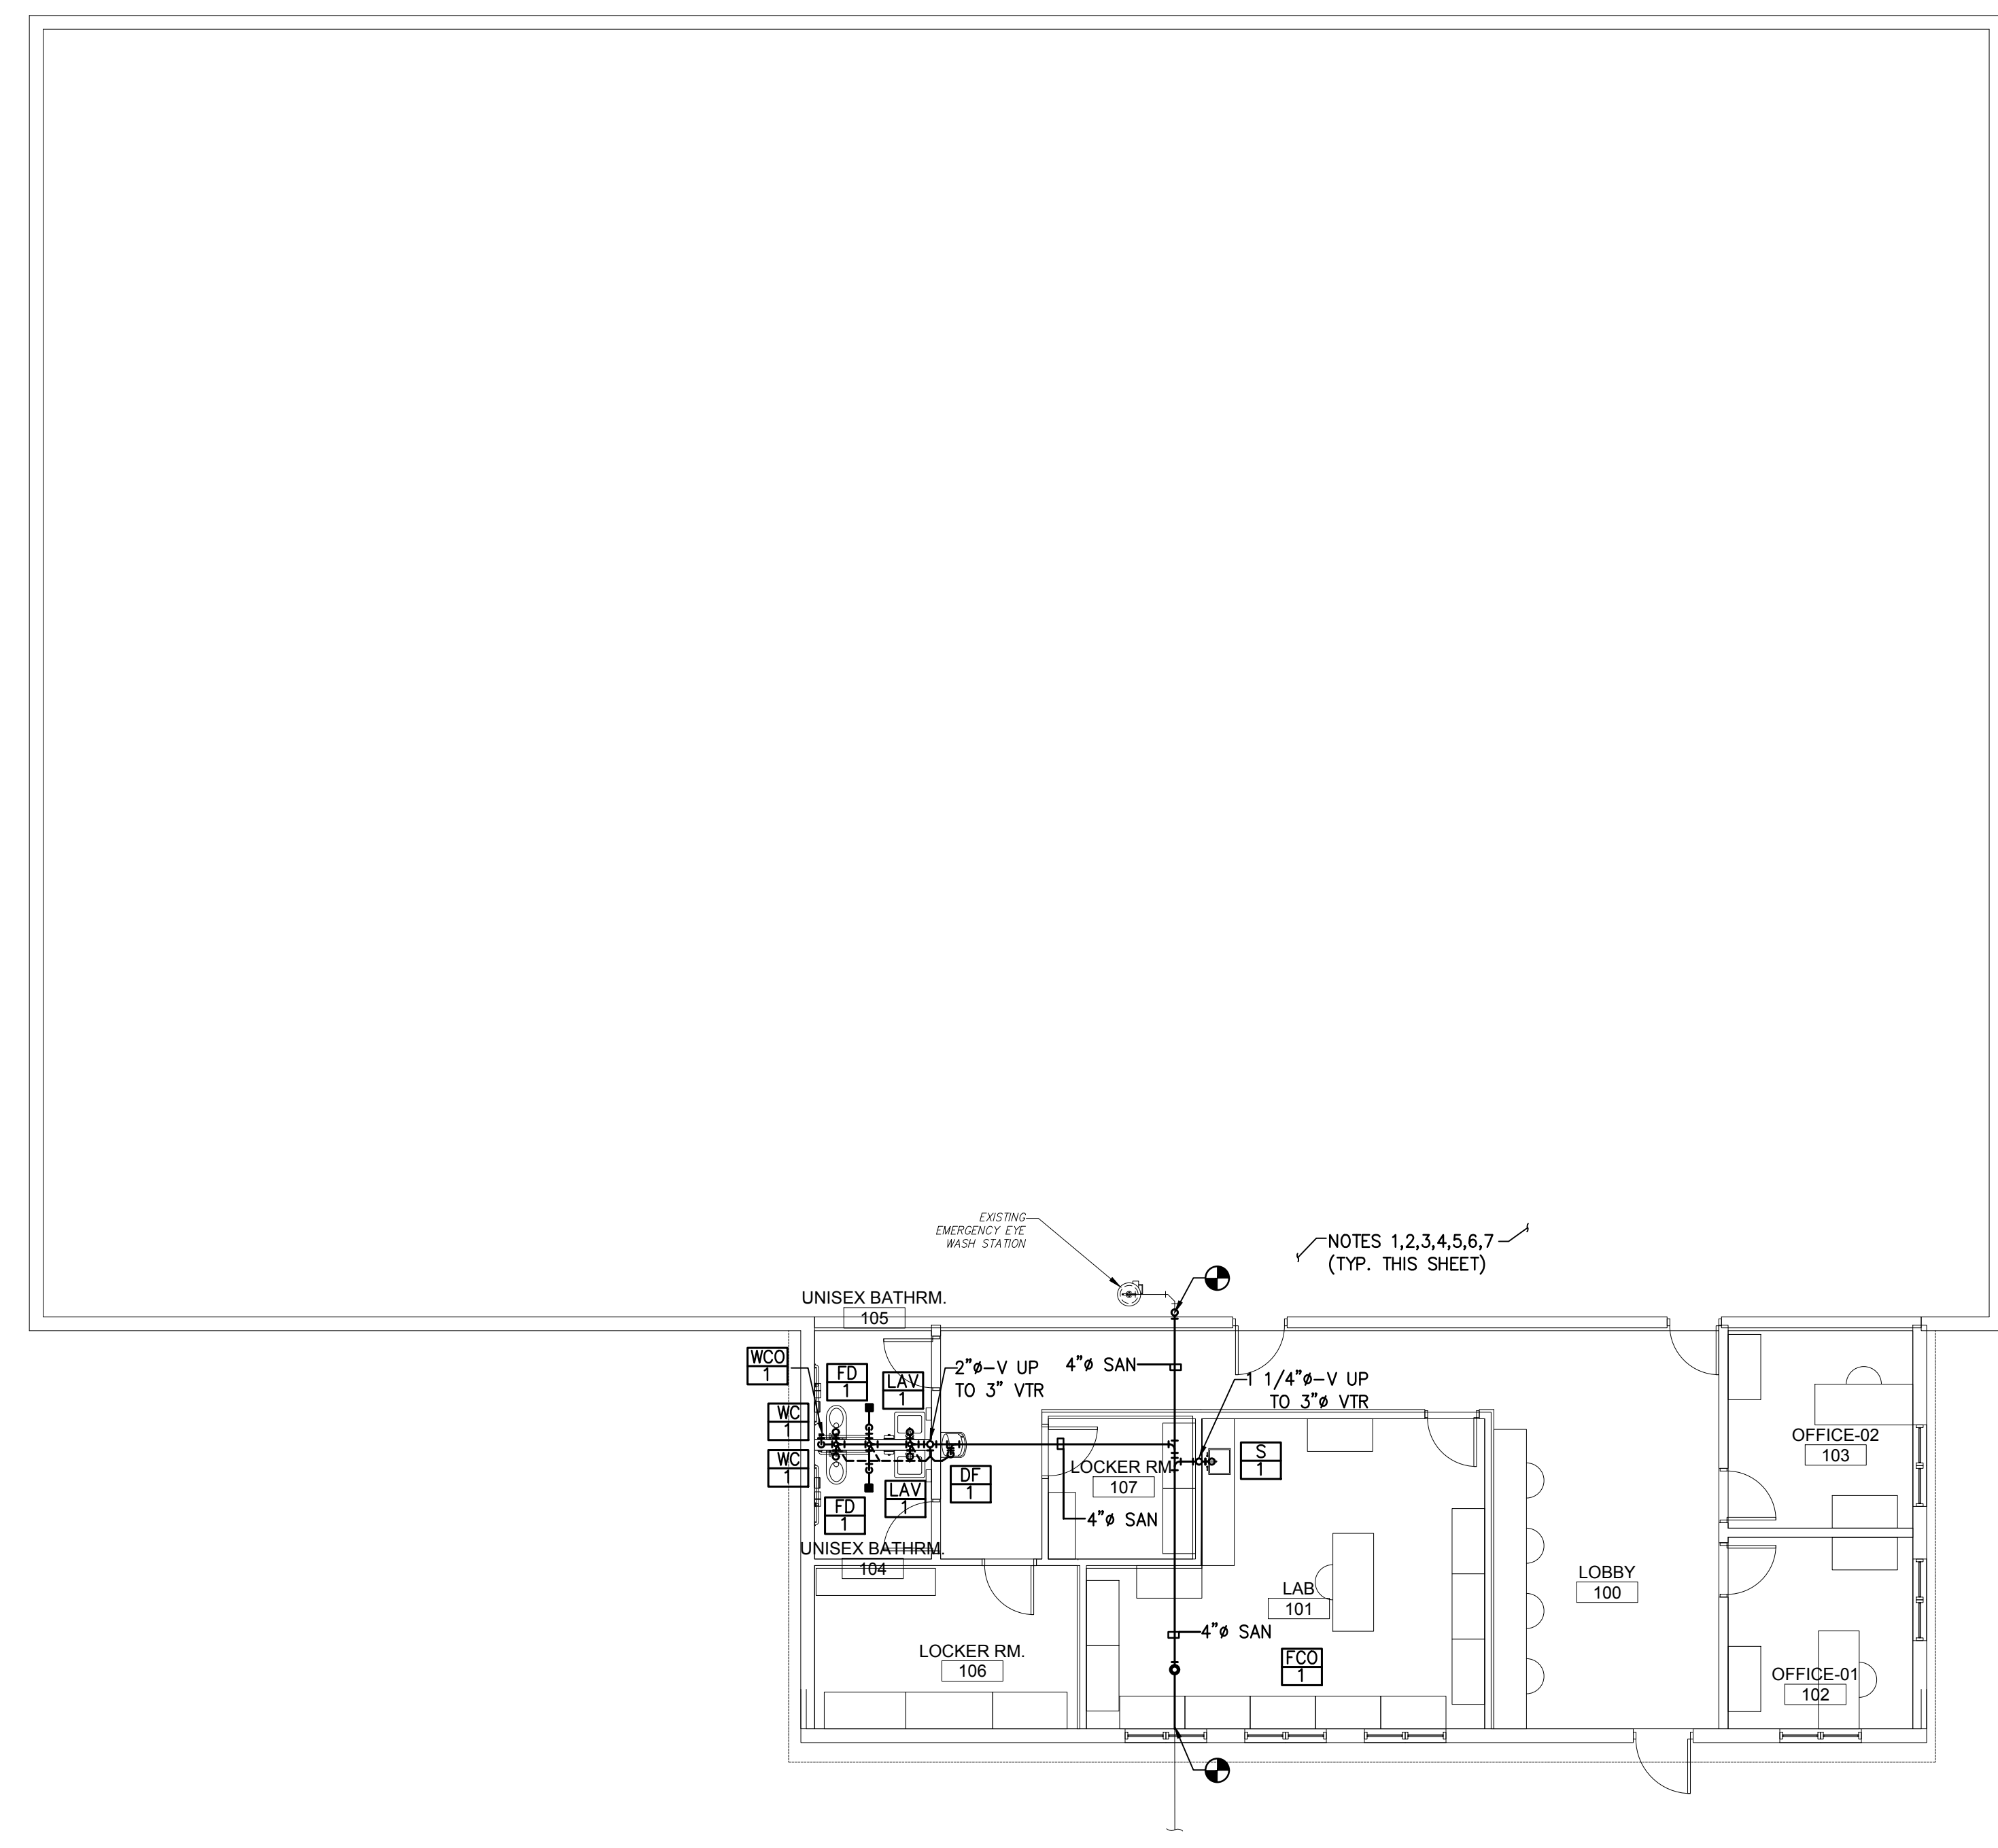 EXISTING
EMERGENCY EYE
WASH STATION
NOTES 1,2,3,4,5,6,7
(TYP. THIS SHEET)
UNISEX BATHRM.
105
WCO
1
FD
1
LAV
1
2"ø-V UP
TO 3" VTR
4"ø SAN
1 1/4"ø-V UP
TO 3"ø VTR
WC
1
WC
1
FD
1
LAV
1
DF
1
LOCKER RM.
107
S
1
4"ø SAN
OFFICE-02
103
UNISEX BATHRM.
104
LAB
101
LOBBY
100
4"ø SAN
LOCKER RM.
106
FCO
1
OFFICE-01
102